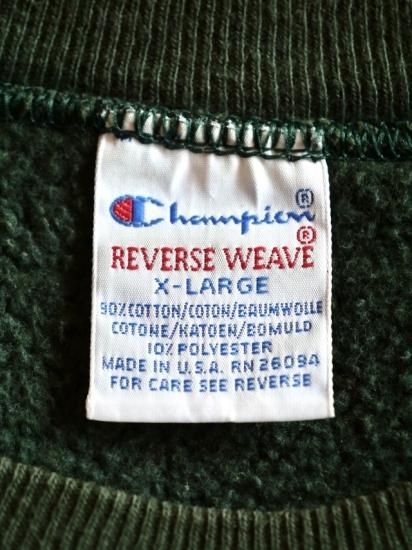 Champion®
REVERSE WEAVE®
X-LARGE
90% COTTON/COTON/BAUMWOLLE
COTONE/KATOEN/BOMULD
10% POLYESTER
MADE IN U.S.A. RN 26094
FOR CARE SEE REVERSE